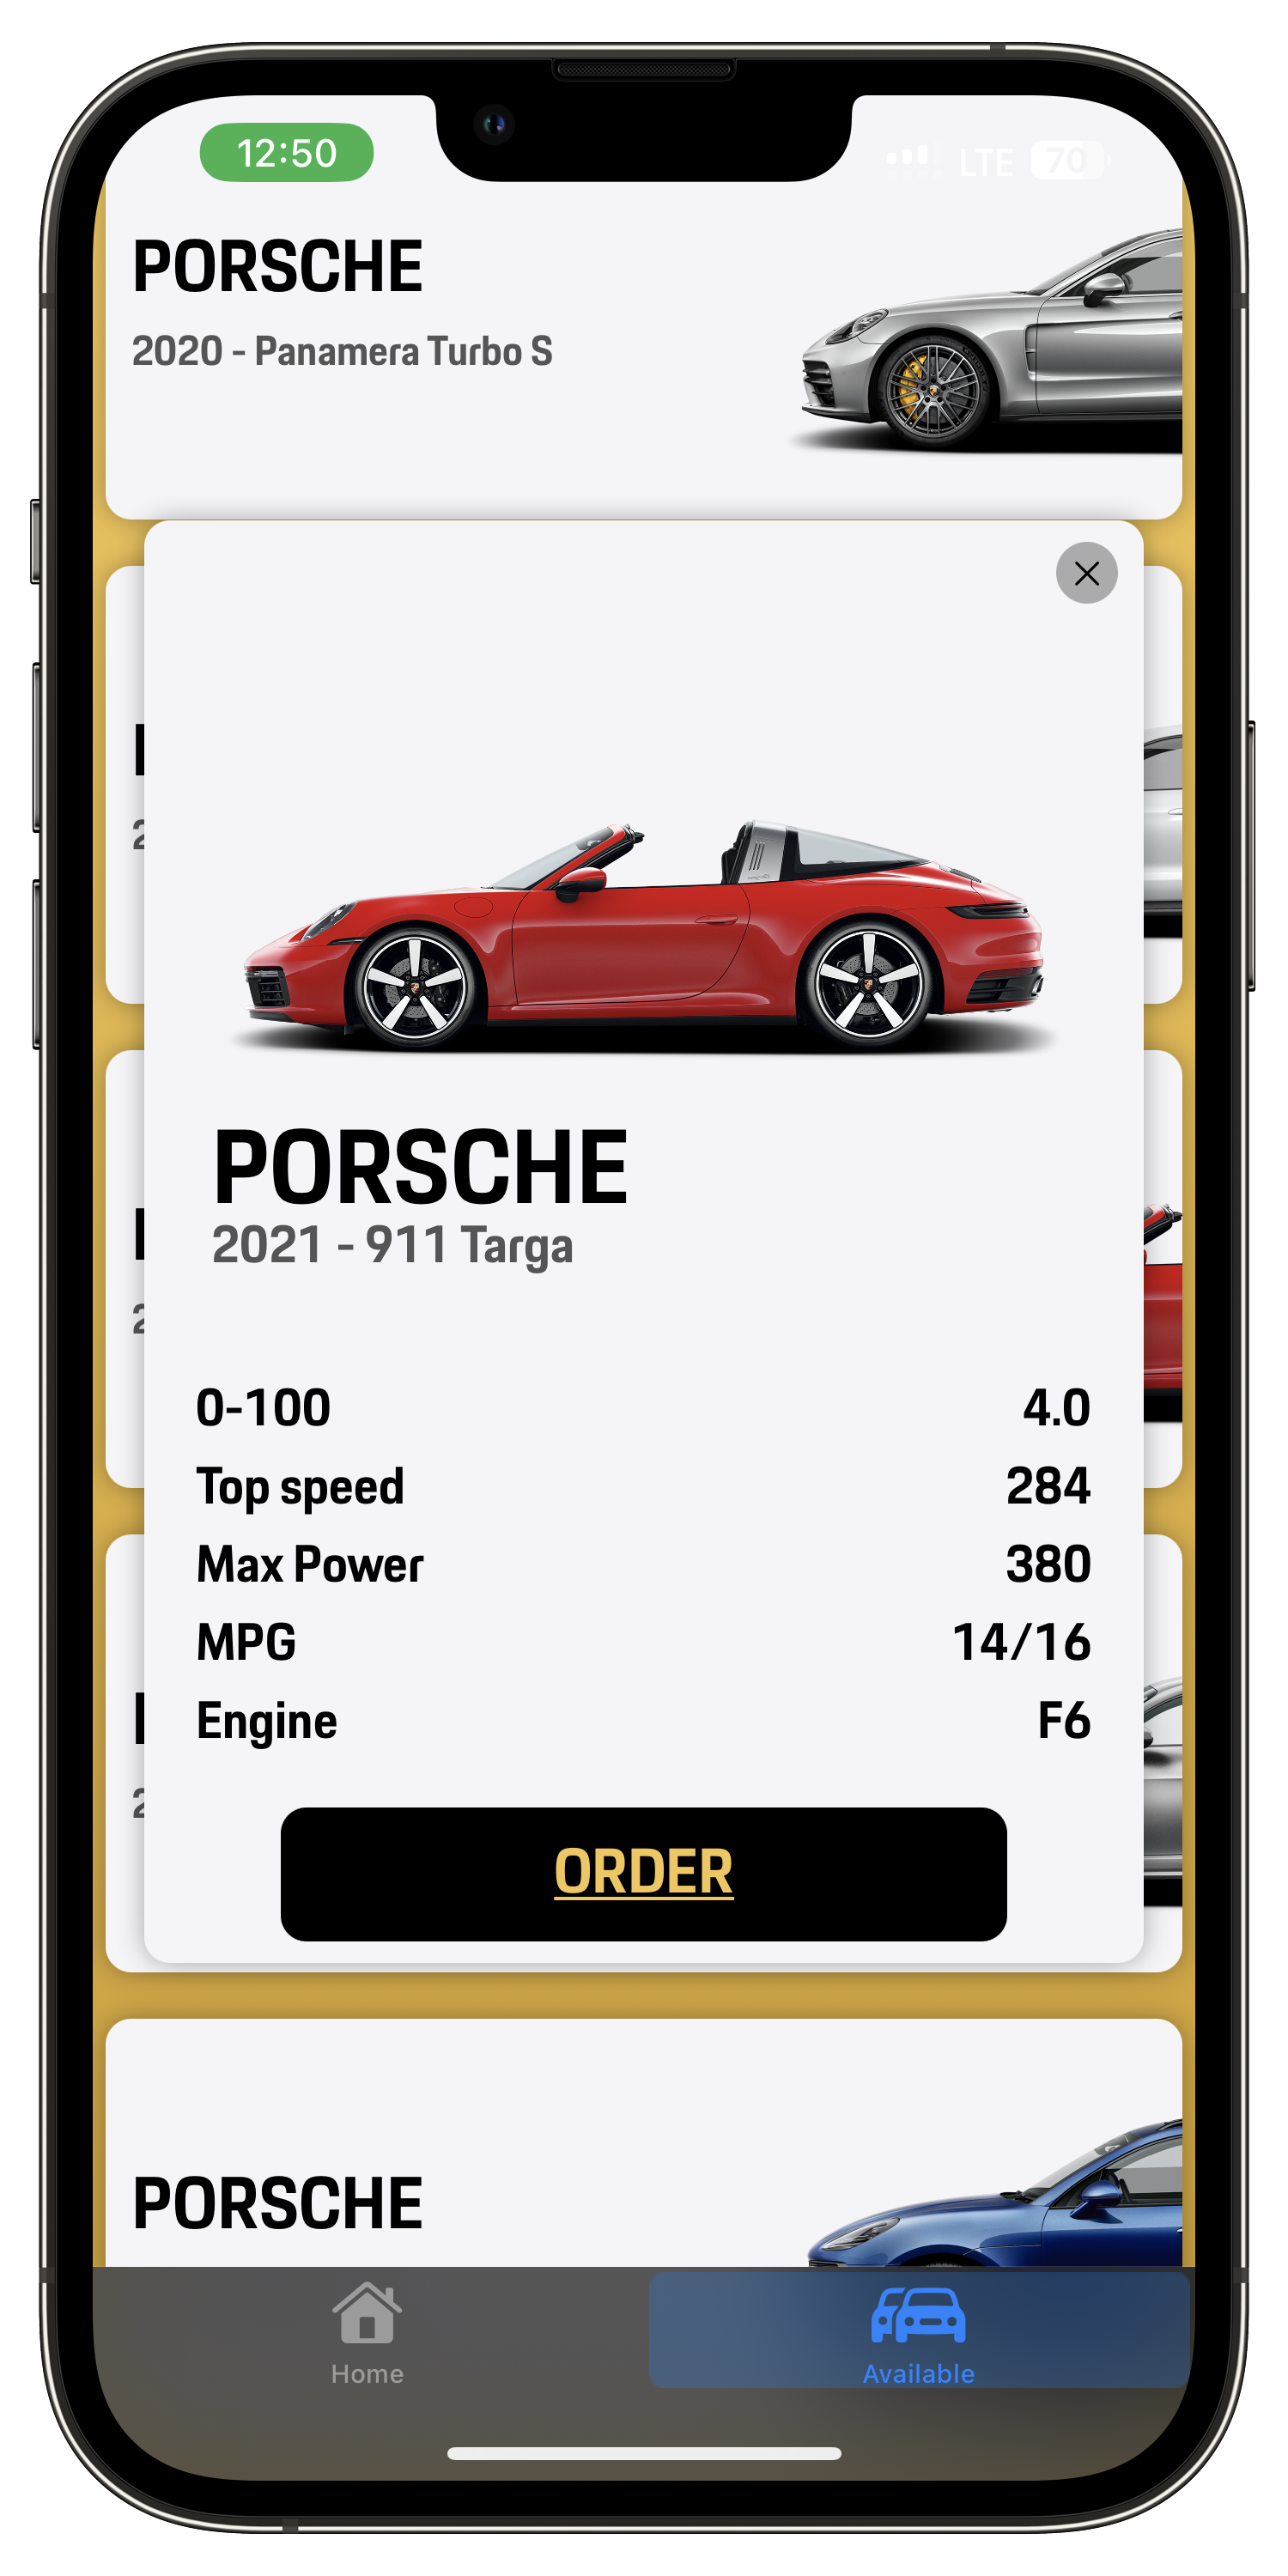 12:50
LTE 70
PORSCHE
2020 - Panamera Turbo S
PORSCHE
2021 - 911 Targa
0-100 4.0
Top speed 284
Max Power 380
MPG 14/16
Engine F6
ORDER
PORSCHE
Home
Available